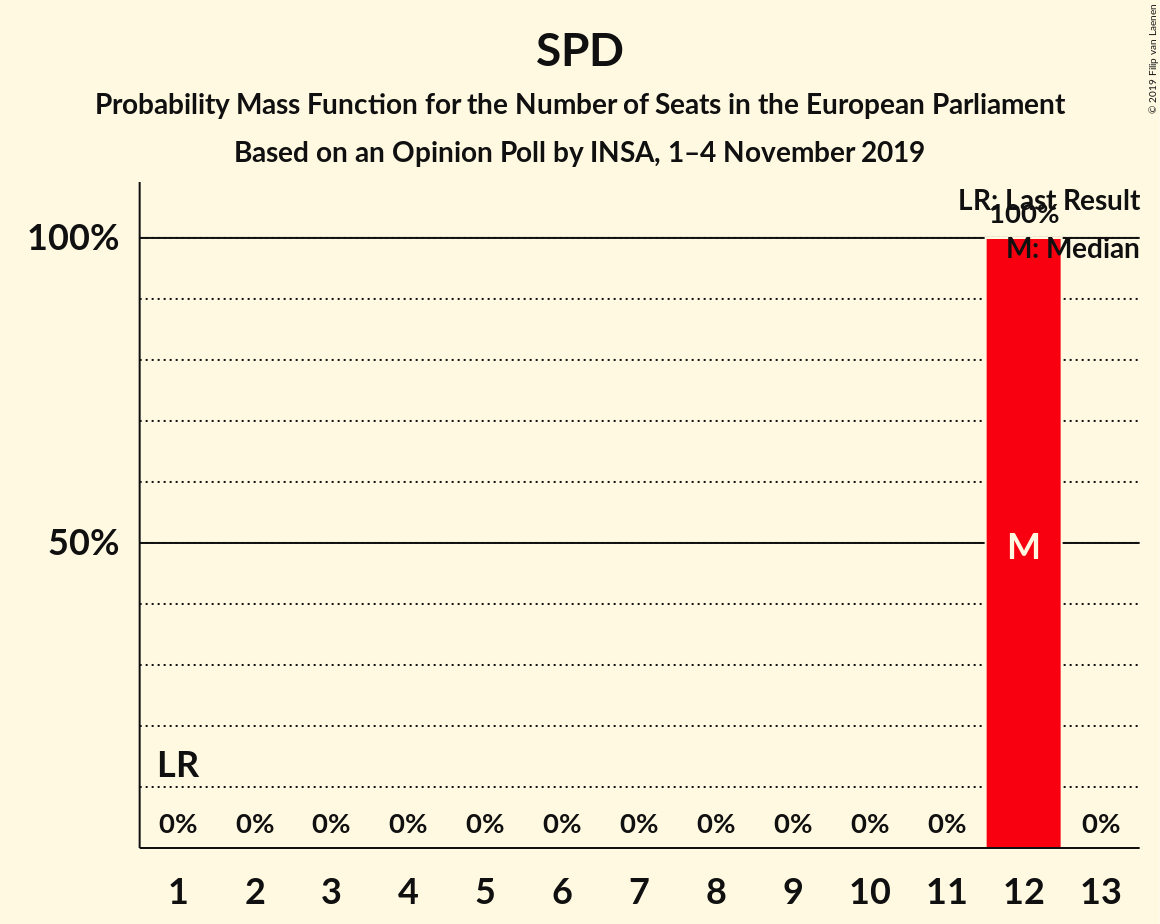 SPD
Probability Mass Function for the Number of Seats in the European Parliament
Based on an Opinion Poll by INSA, 1–4 November 2019
© 2019 Filip van Laenen
LR: Last Result
100%
M: Median
100%
50%
M
LR
0% 0% 0% 0% 0% 0% 0% 0% 0% 0% 0% 0%
1 2 3 4 5 6 7 8 9 10 11 12 13